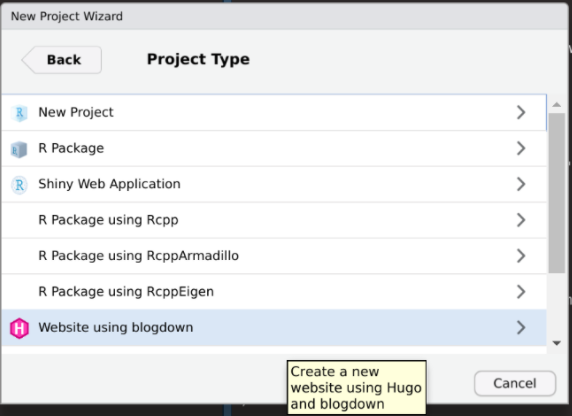 New Project Wizard
Back
Project Type
New Project
R Package
Shiny Web Application
R Package using Rcpp
R Package using RcppArmadillo
R Package using RcppEigen
Website using blogdown
Create a new
website using Hugo
and blogdown
Cancel